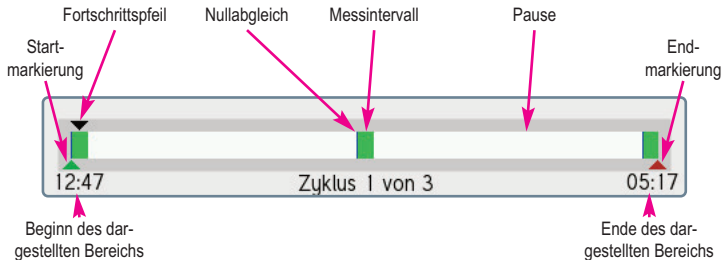 Fortschrittspfeil Nullabgleich Messintervall Pause
Start-
markierung
End-
markierung
12:47 Zyklus 1 von 3 05:17
Beginn des dar-
gestellten Bereichs
Ende des dar-
gestellten Bereichs